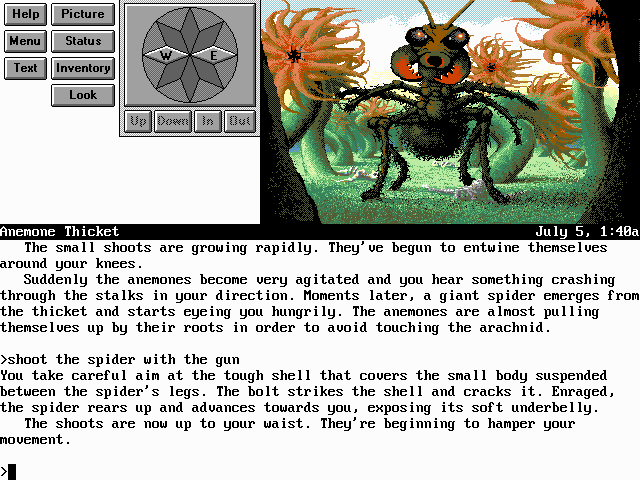 Help
Picture
Menu
Status
Text
Inventory
Look
W
E
Up
Down
In
Out
Anemone Thicket
July 5, 1:40a
The small shoots are growing rapidly. They've begun to entwine themselves
around your knees.
Suddenly the anemones become very agitated and you hear something crashing
through the stalks in your direction. Moments later, a giant spider emerges from
the thicket and starts eyeing you hungrily. The anemones are almost pulling
themselves up by their roots in order to avoid touching the arachnid.
>shoot the spider with the gun
You take careful aim at the tough shell that covers the small body suspended
between the spider's legs. The bolt strikes the shell and cracks it. Enraged,
the spider rears up and advances towards you, exposing its soft underbelly.
The shoots are now up to your waist. They're beginning to hamper your
movement.
>